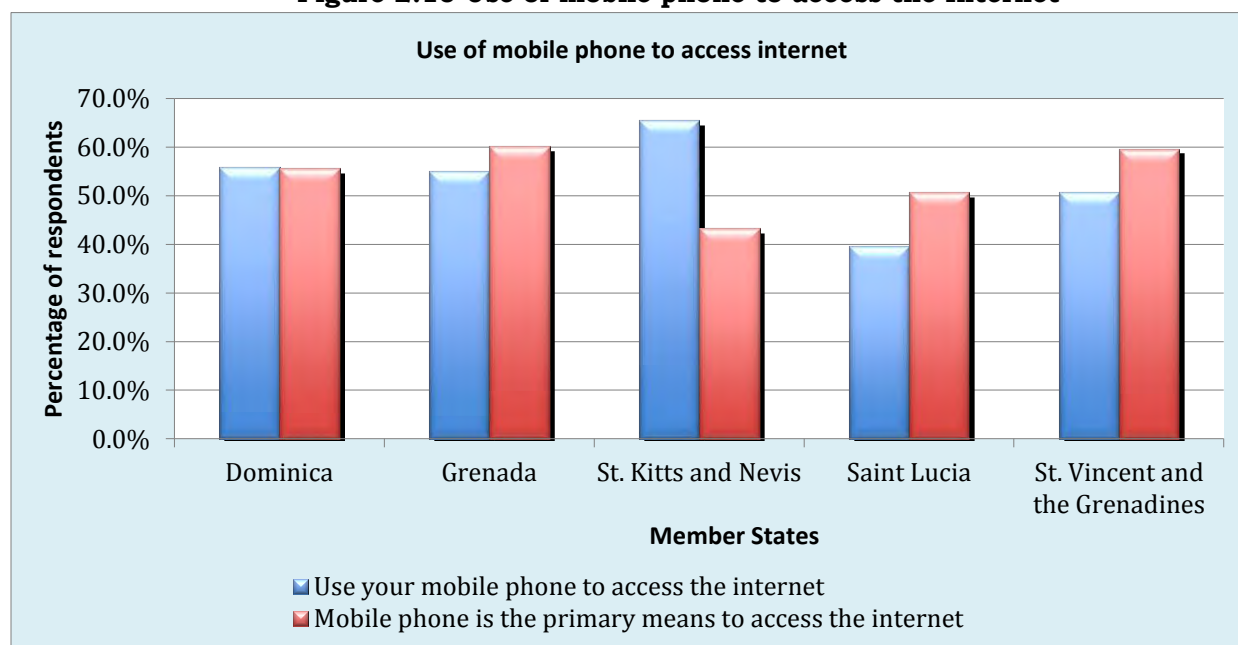 Use of mobile phone to access internet
Percentage of respondents
70.0%
60.0%
50.0%
40.0%
30.0%
20.0%
10.0%
0.0%
Dominica
Grenada
St. Kitts and Nevis
Saint Lucia
St. Vincent and
the Grenadines
Member States
Use your mobile phone to access the internet
Mobile phone is the primary means to access the internet